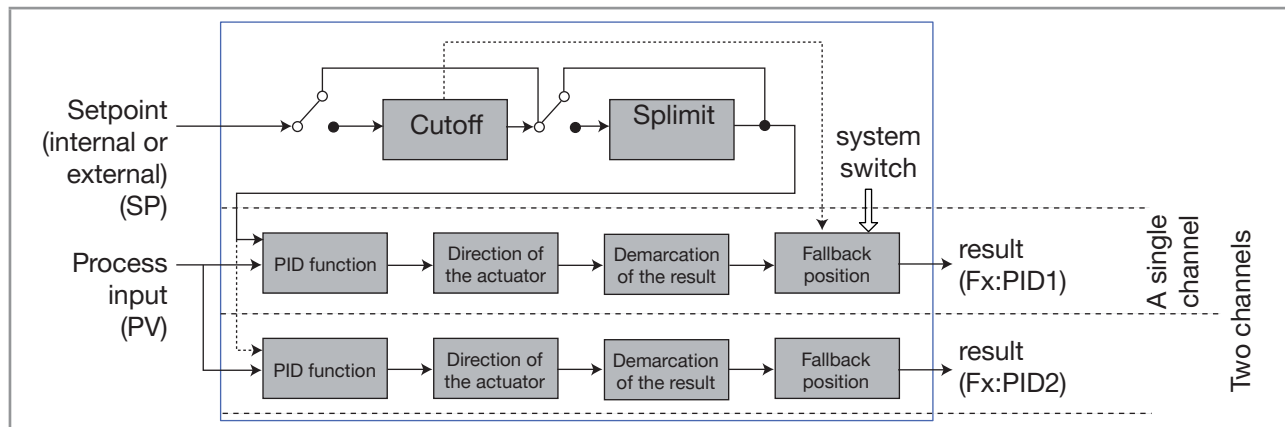 Setpoint
(internal or
external)
(SP)
Cutoff
Splimit
system
switch
Process
input
(PV)
PID function
Direction of
the actuator
Demarcation
of the result
Fallback
position
result
(Fx:PID1)
A single
channel
Two channels
PID function
Direction of
the actuator
Demarcation
of the result
Fallback
position
result
(Fx:PID2)